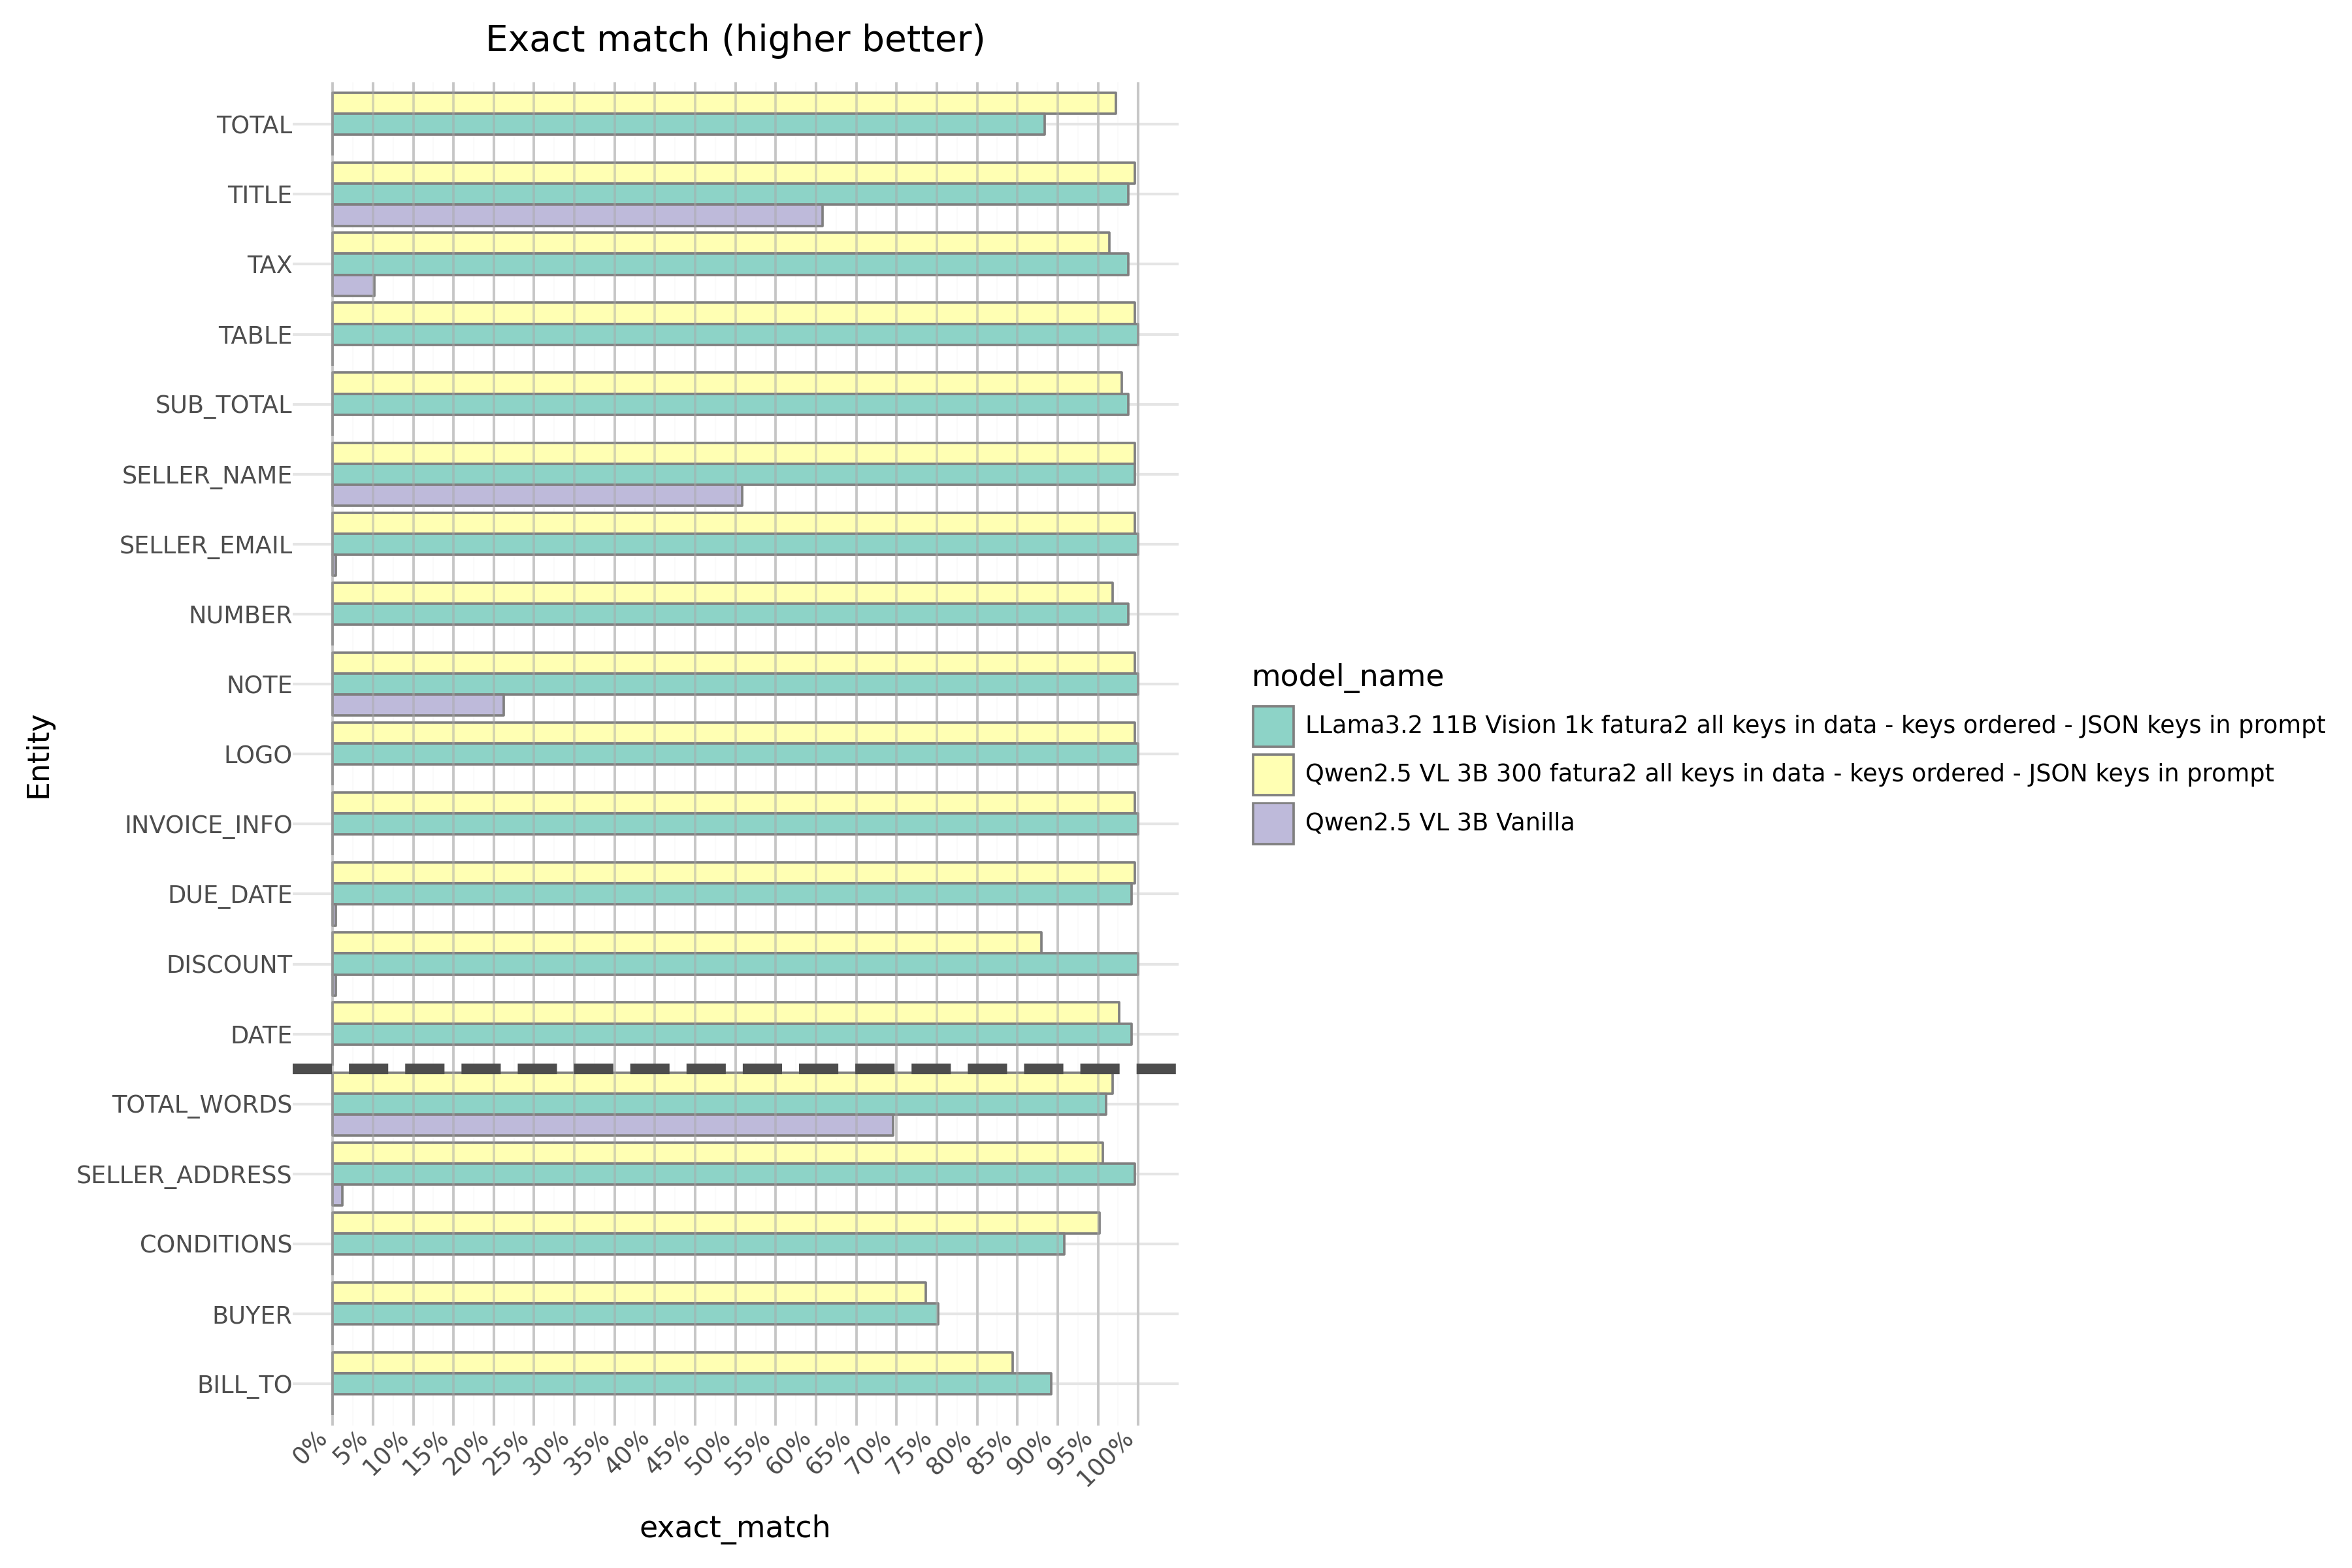 Exact match (higher better)
TOTAL
TITLE
TAX
TABLE
SUB_TOTAL
SELLER_NAME
SELLER_EMAIL
NUMBER
NOTE
LOGO
INVOICE_INFO
DUE_DATE
DISCOUNT
DATE
TOTAL_WORDS
SELLER_ADDRESS
CONDITIONS
BUYER
BILL_TO
Entity
0% 5% 10% 15% 20% 25% 30% 35% 40% 45% 50% 55% 60% 65% 70% 75% 80% 85% 90% 95% 100%
exact_match
model_name
LLama3.2 11B Vision 1k fatura2 all keys in data - keys ordered - JSON keys in prompt
Qwen2.5 VL 3B 300 fatura2 all keys in data - keys ordered - JSON keys in prompt
Qwen2.5 VL 3B Vanilla